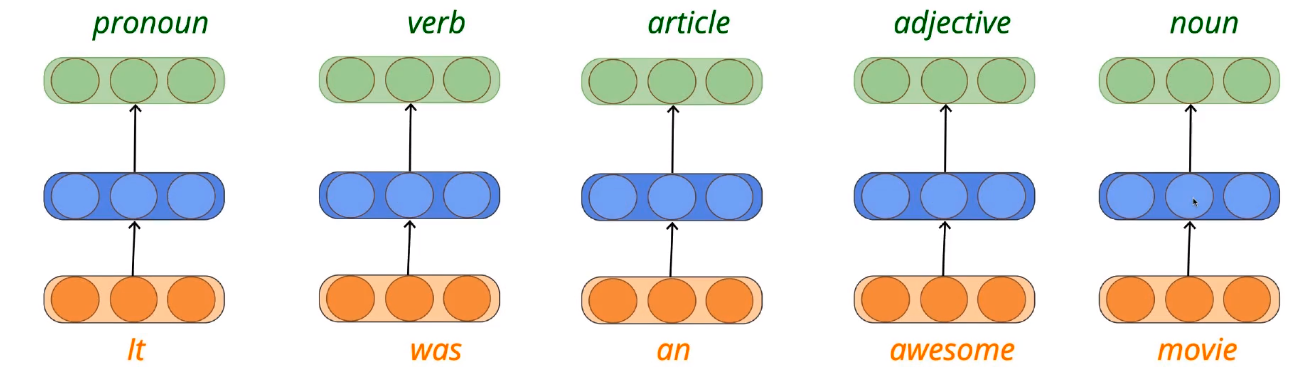 pronoun verb article adjective noun
It was an awesome movie